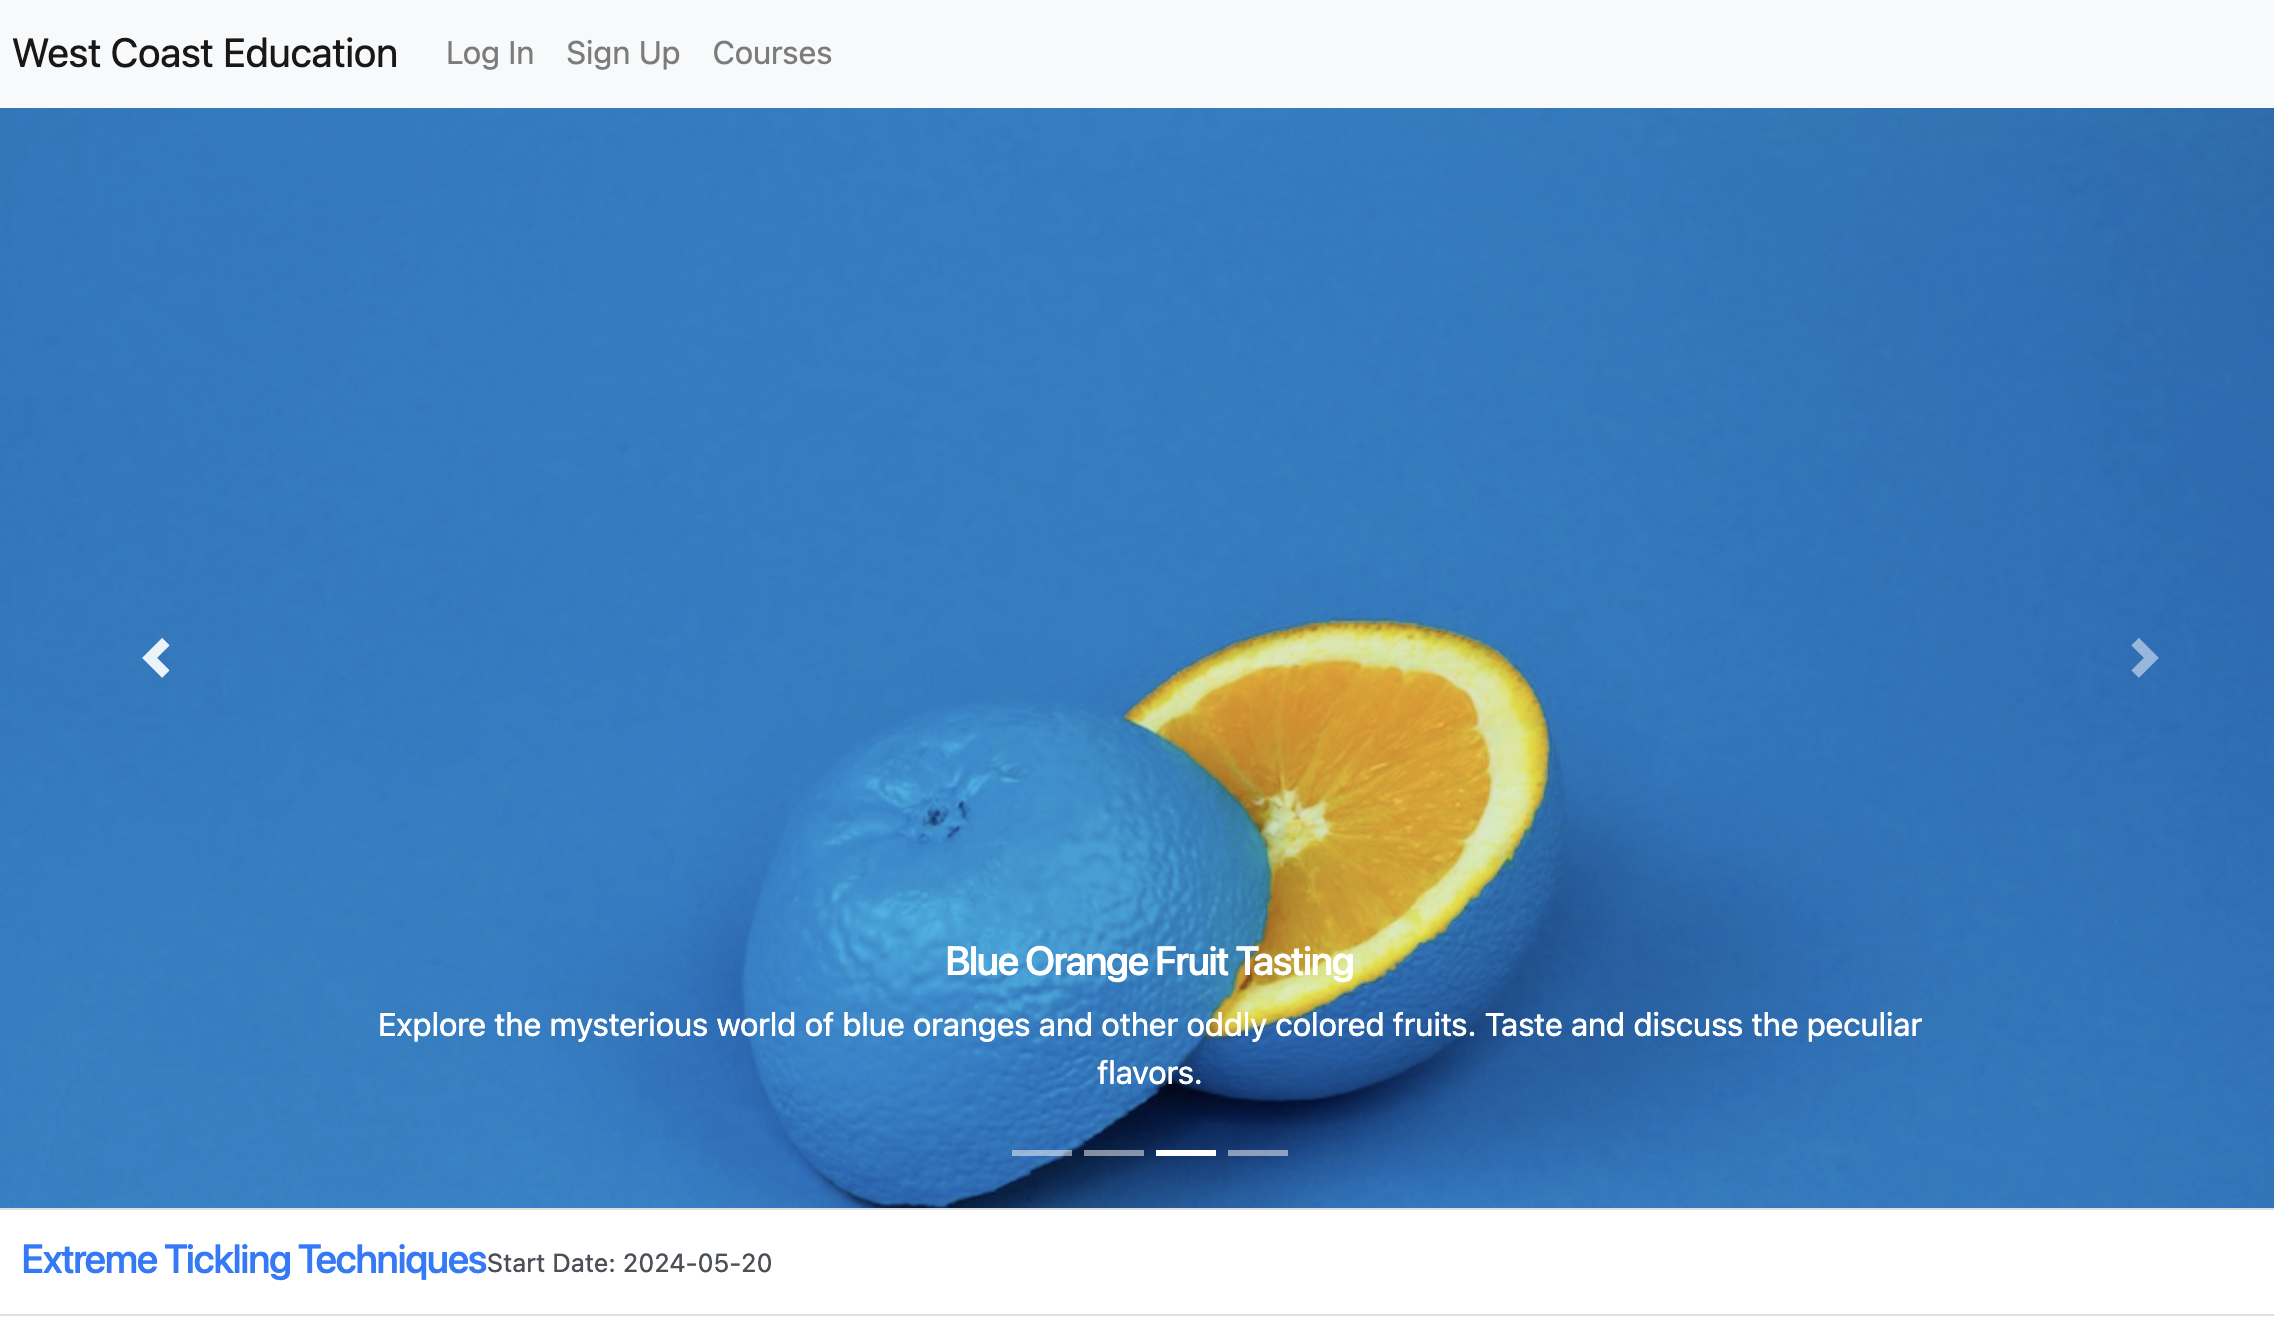 West Coast Education Log In Sign Up Courses
Blue Orange Fruit Tasting
Explore the mysterious world of blue oranges and other oddly colored fruits. Taste and discuss the peculiar
flavors.
Extreme Tickling Techniques Start Date: 2024-05-20